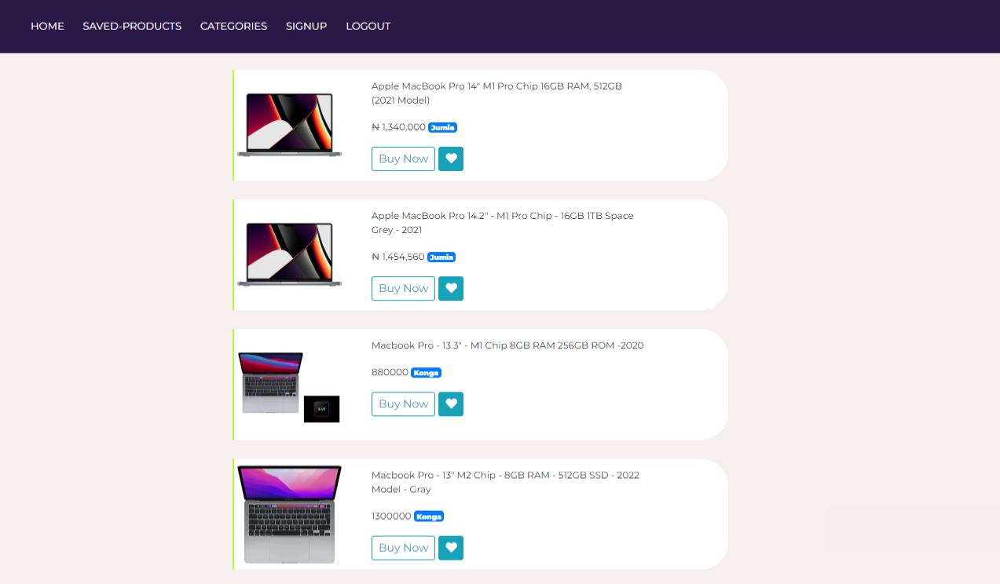 HOME SAVED-PRODUCTS CATEGORIES SIGNUP LOGOUT
Apple MacBook Pro 14" M1 Pro Chip 16GB RAM, 512GB
(2021 Model)
₦ 1,340,000 Jumia
Buy Now
Apple MacBook Pro 14.2" - M1 Pro Chip - 16GB 1TB Space
Grey - 2021
₦ 1,454,560 Jumia
Buy Now
Macbook Pro - 13.3" - M1 Chip 8GB RAM 256GB ROM -2020
880000 Konga
Buy Now
Macbook Pro - 13" M2 Chip - 8GB RAM - 512GB SSD - 2022
Model - Gray
1300000 Konga
Buy Now